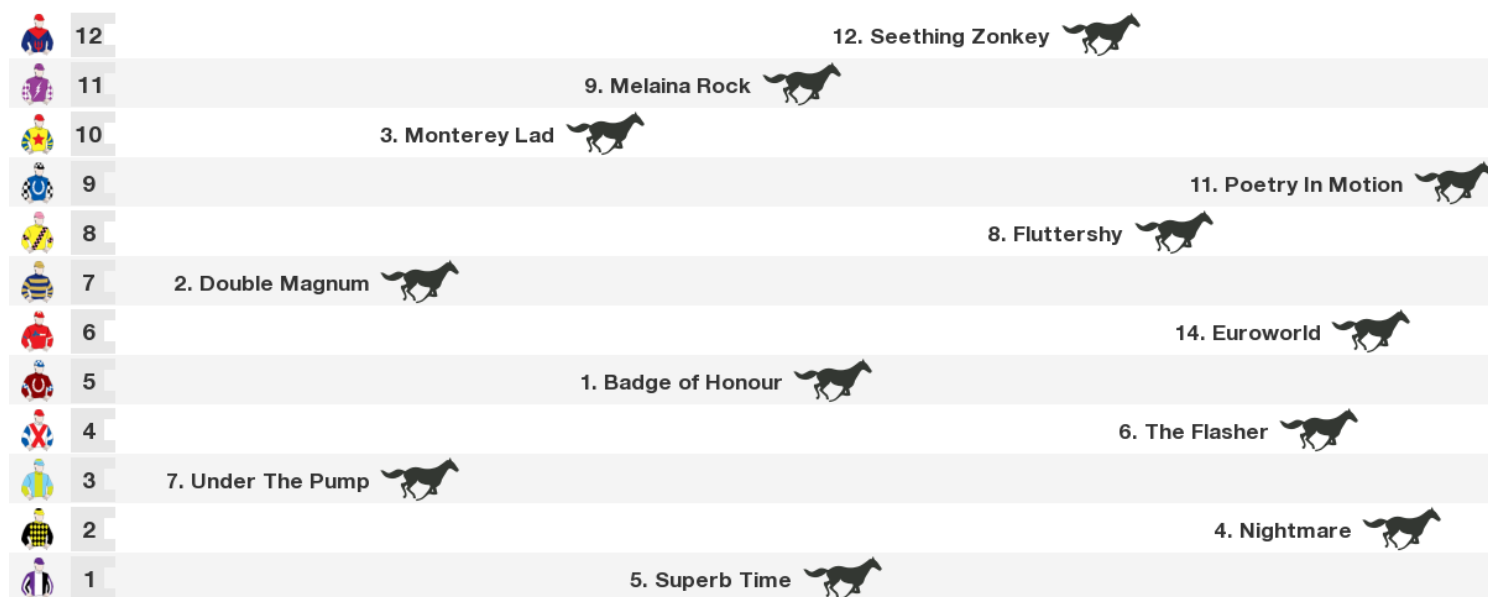 12 12. Seething Zonkey
11 9. Melaina Rock
10 3. Monterey Lad
9 11. Poetry In Motion
8 8. Fluttershy
7 2. Double Magnum
6 14. Euroworld
5 1. Badge of Honour
4 6. The Flasher
3 7. Under The Pump
2 4. Nightmare
1 5. Superb Time